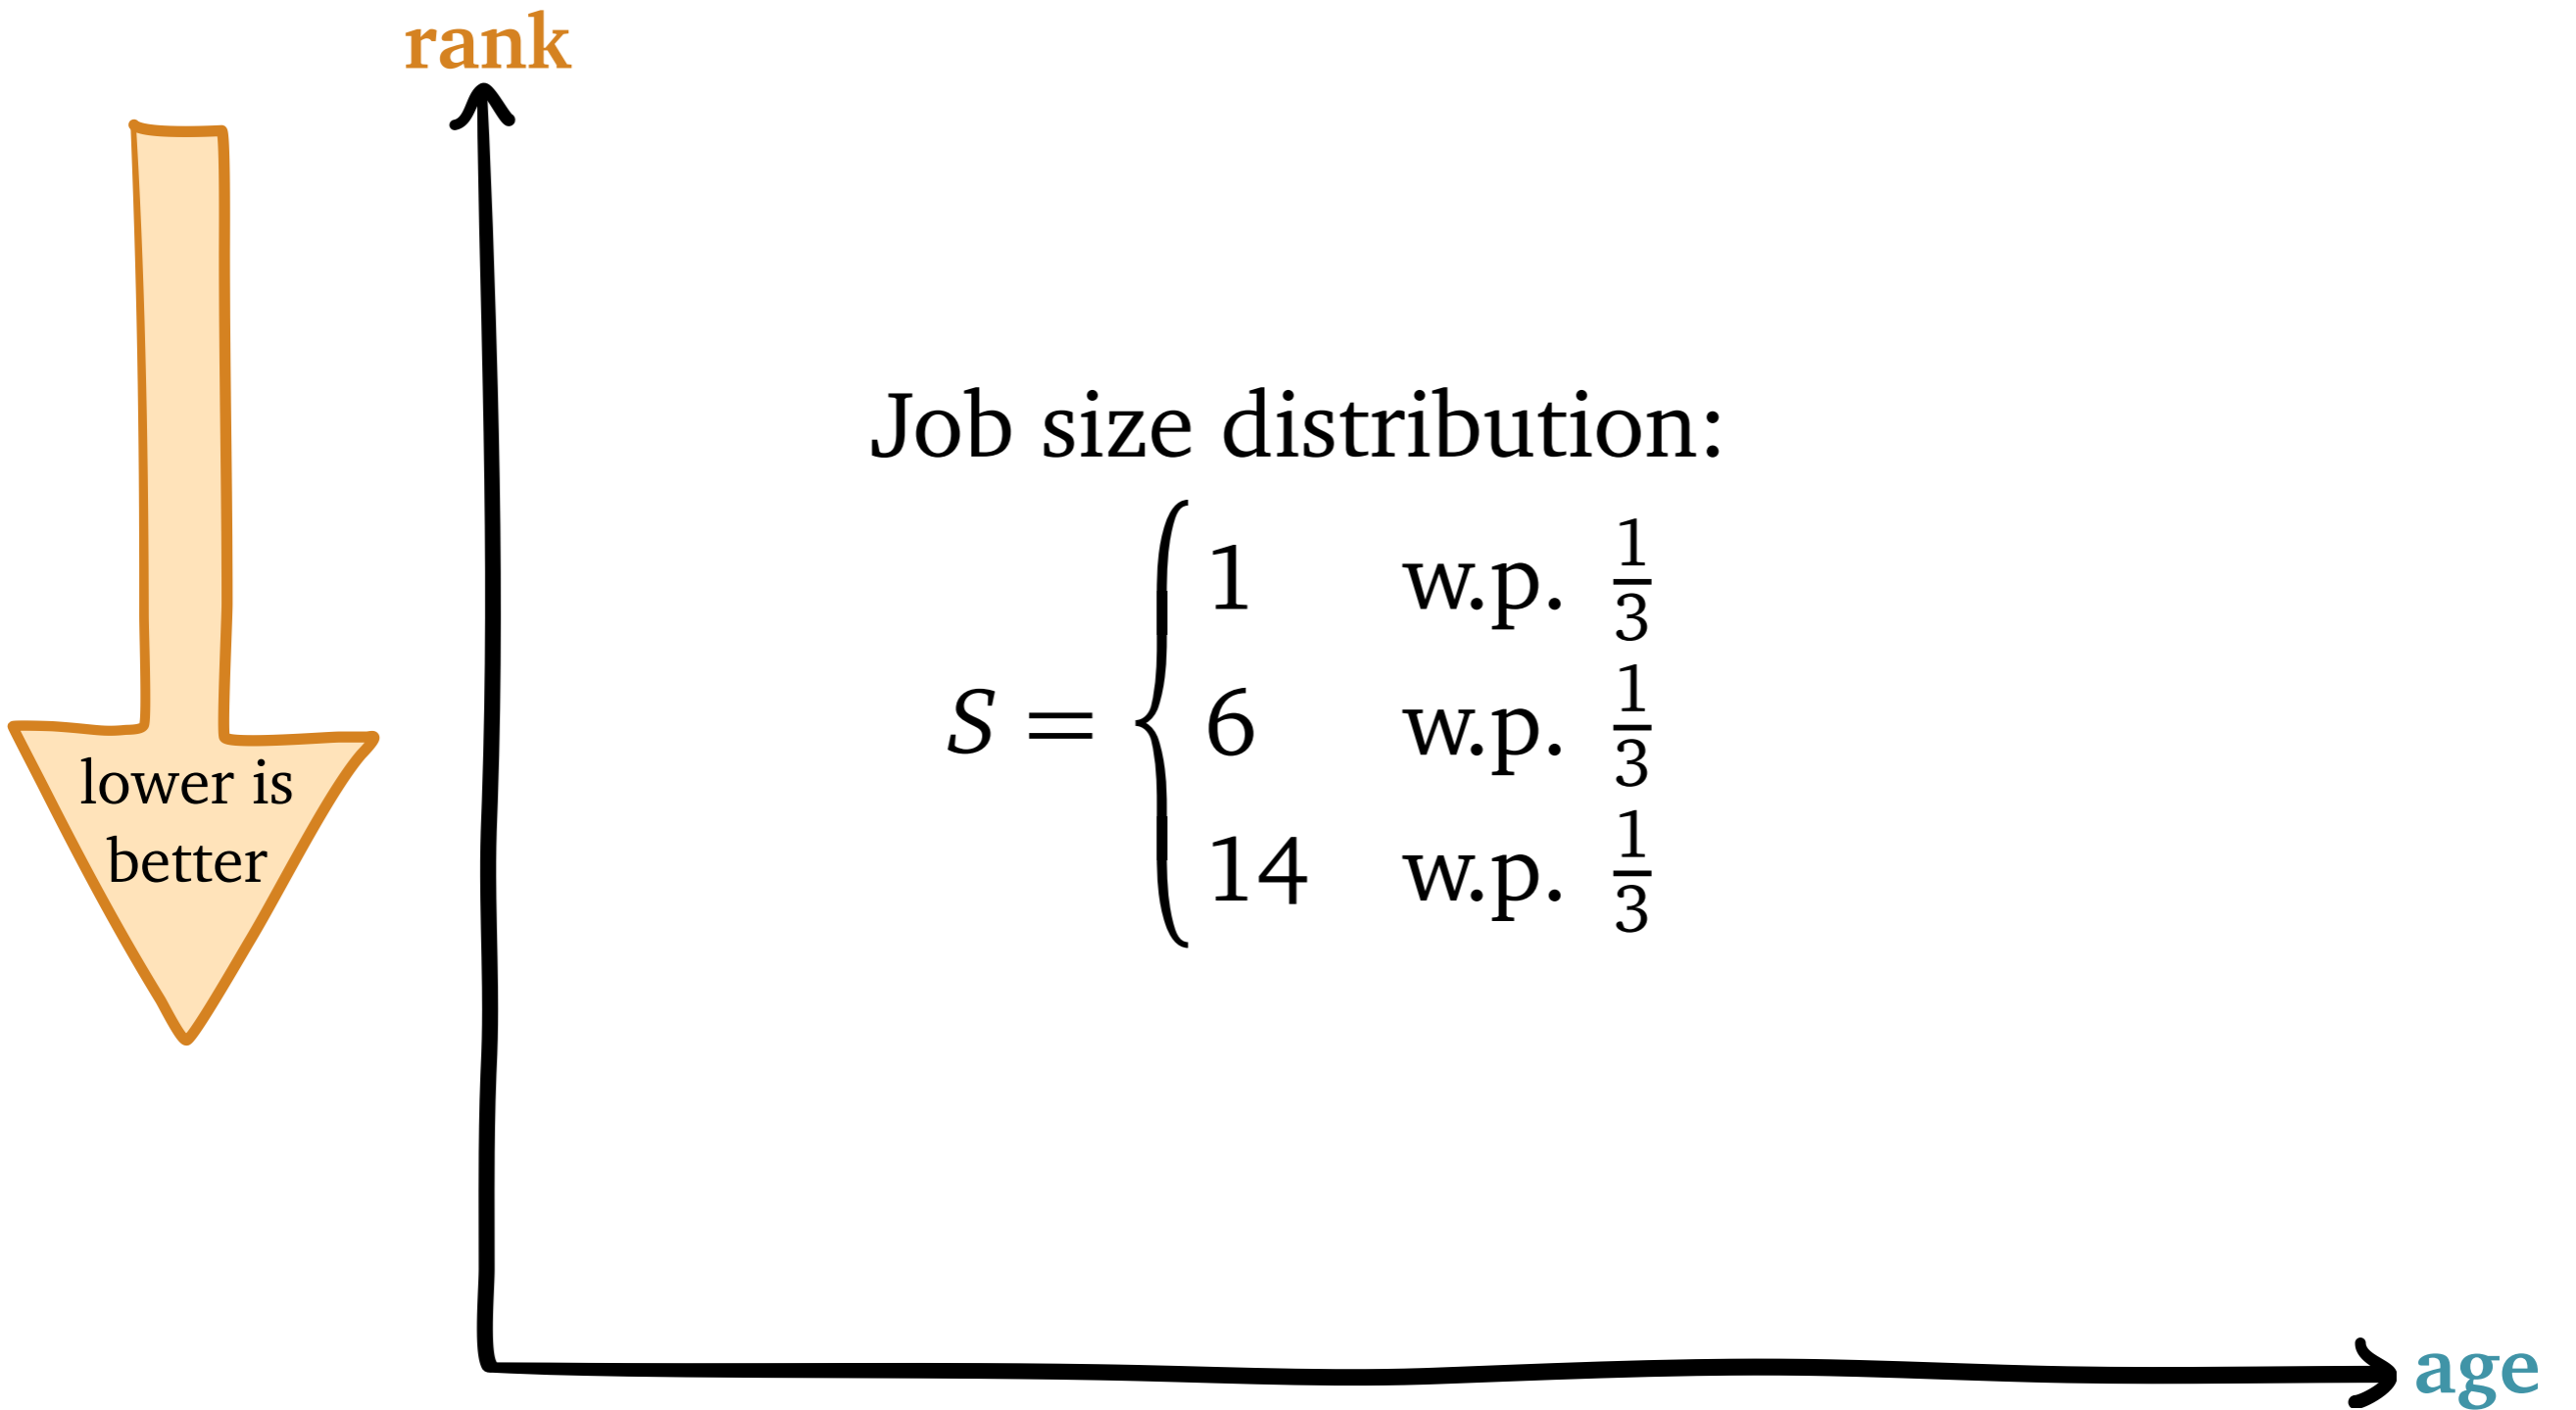 rank
lower is
better
Job size distribution:
S = { 1 w.p. 1/3
6 w.p. 1/3
14 w.p. 1/3
age